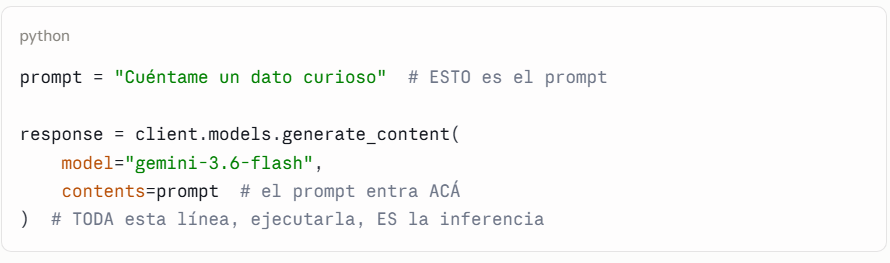 python
prompt = "Cuéntame un dato curioso"  # ESTO es el prompt
response = client.models.generate_content(
    model="gemini-3.6-flash",
    contents=prompt  # el prompt entra ACÁ
)  # TODA esta línea, ejecutarla, ES la inferencia